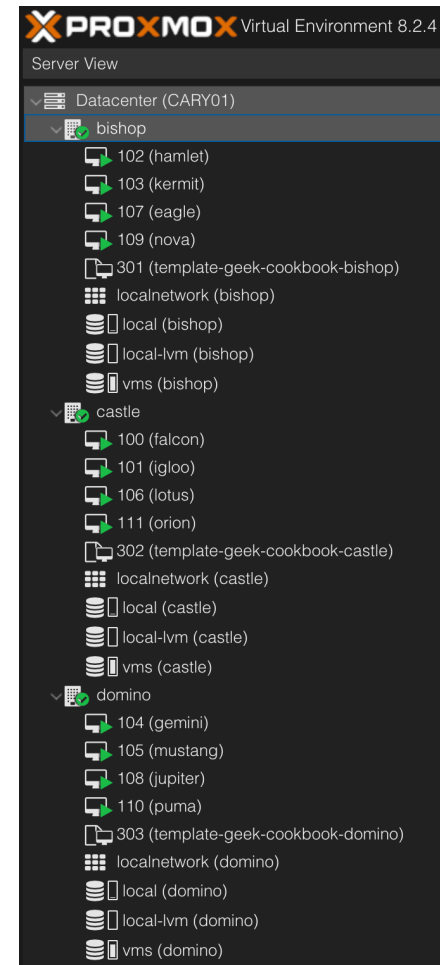 PROXMOX Virtual Environment 8.2.4
Server View
Datacenter (CARY01)
bishop
102 (hamlet)
103 (kermit)
107 (eagle)
109 (nova)
301 (template-geek-cookbook-bishop)
localnetwork (bishop)
local (bishop)
local-lvm (bishop)
vms (bishop)
castle
100 (falcon)
101 (igloo)
106 (lotus)
111 (orion)
302 (template-geek-cookbook-castle)
localnetwork (castle)
local (castle)
local-lvm (castle)
vms (castle)
domino
104 (gemini)
105 (mustang)
108 (jupiter)
110 (puma)
303 (template-geek-cookbook-domino)
localnetwork (domino)
local (domino)
local-lvm (domino)
vms (domino)